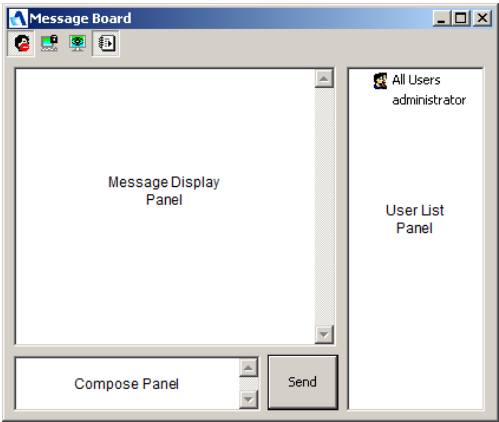 Message Board
All Users
administrator
Message Display
Panel
User List
Panel
Compose Panel
Send